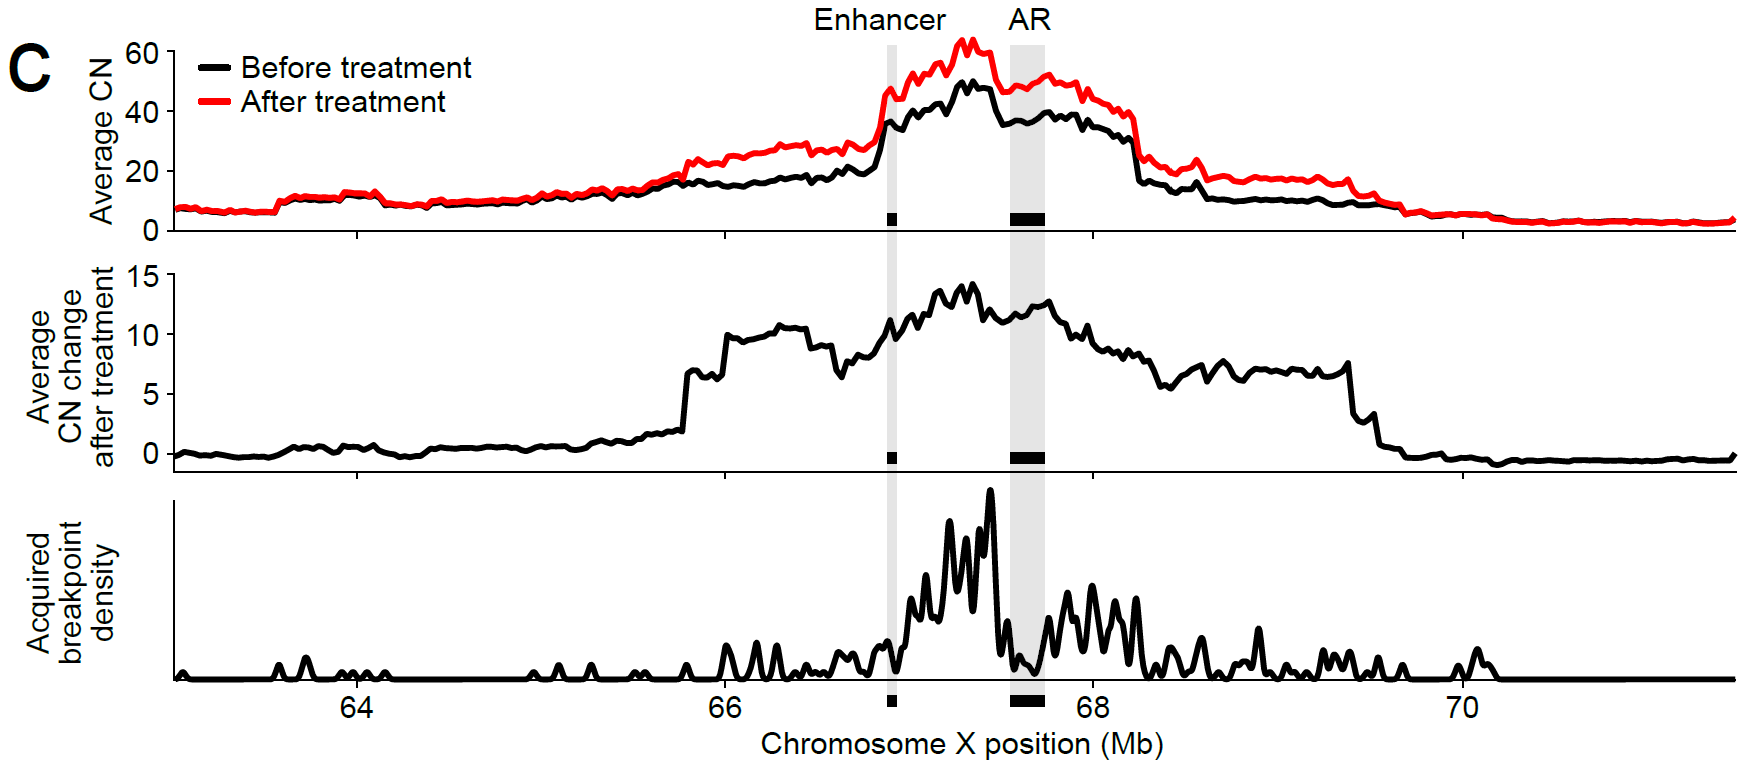 C
Enhancer
AR
Before treatment
After treatment
Average CN
60
40
20
0
Average
CN change
after treatment
15
10
5
0
Acquired
breakpoint
density
64
66
68
70
Chromosome X position (Mb)